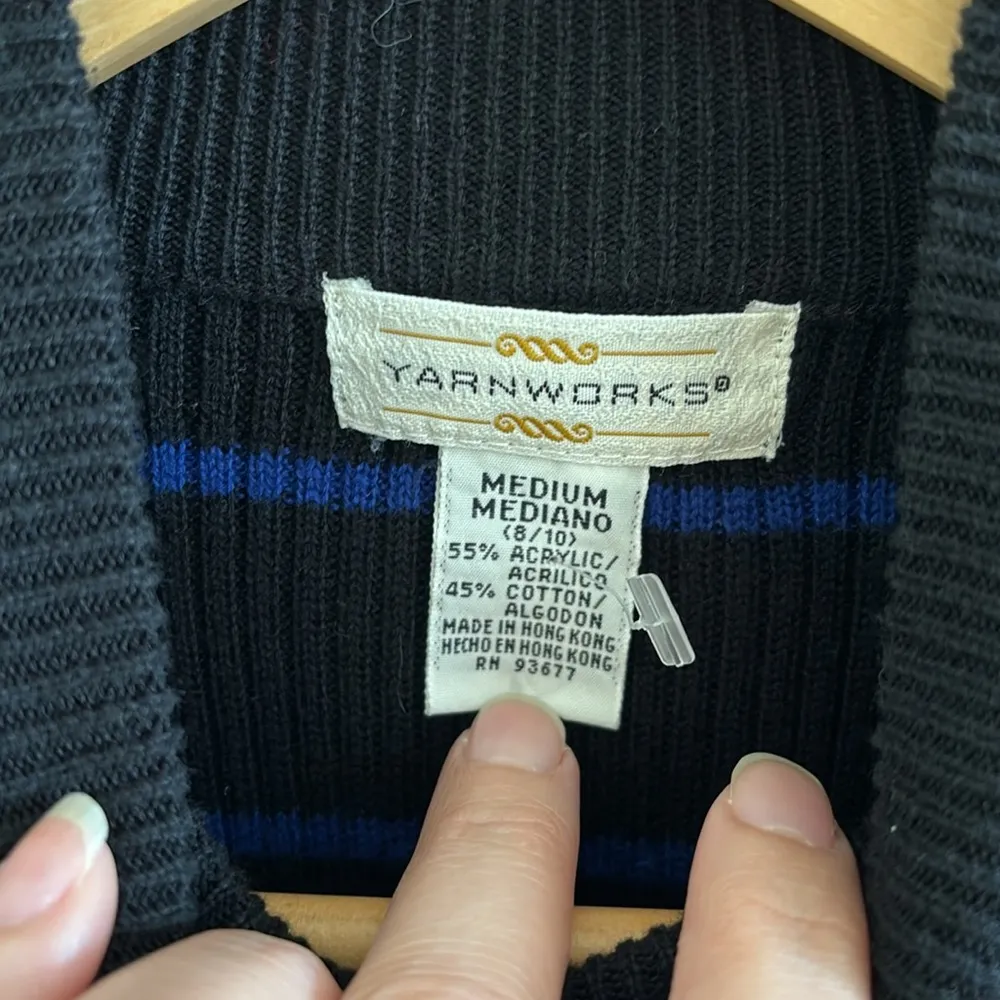 YARNWORKS®
MEDIUM
MEDIANO
(8/10)
55% ACRYLIC/
ACRILICO
45% COTTON/
ALGODON
MADE IN HONG KONG
HECHO EN HONG KONG
RN 93677